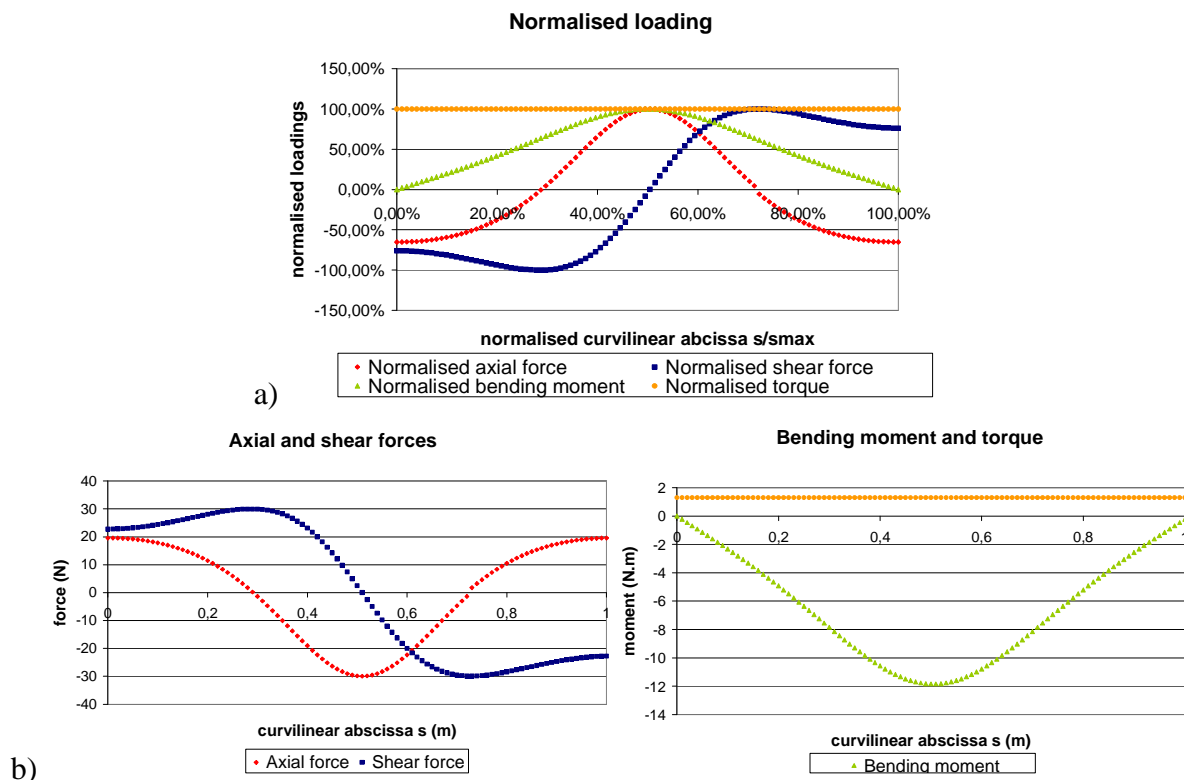 Normalised loading
150,00%
100,00%
50,00%
0,00%
-50,00%
-100,00%
-150,00%
normalised loadings
0,00% 20,00% 40,00% 60,00% 80,00% 100,00%
normalised curvilinear abcissa s/smax
Normalised axial force Normalised shear force
Normalised bending moment Normalised torque
a)
Axial and shear forces
40
30
20
10
0
-10
-20
-30
-40
force (N)
0 0,2 0,4 0,6 0,8 1
curvilinear abscissa s (m)
Axial force Shear force
b)
Bending moment and torque
2
0
-2
-4
-6
-8
-10
-12
-14
moment (N.m)
0 0,2 0,4 0,6 0,8 1
curvilinear abscissa s (m)
Bending moment